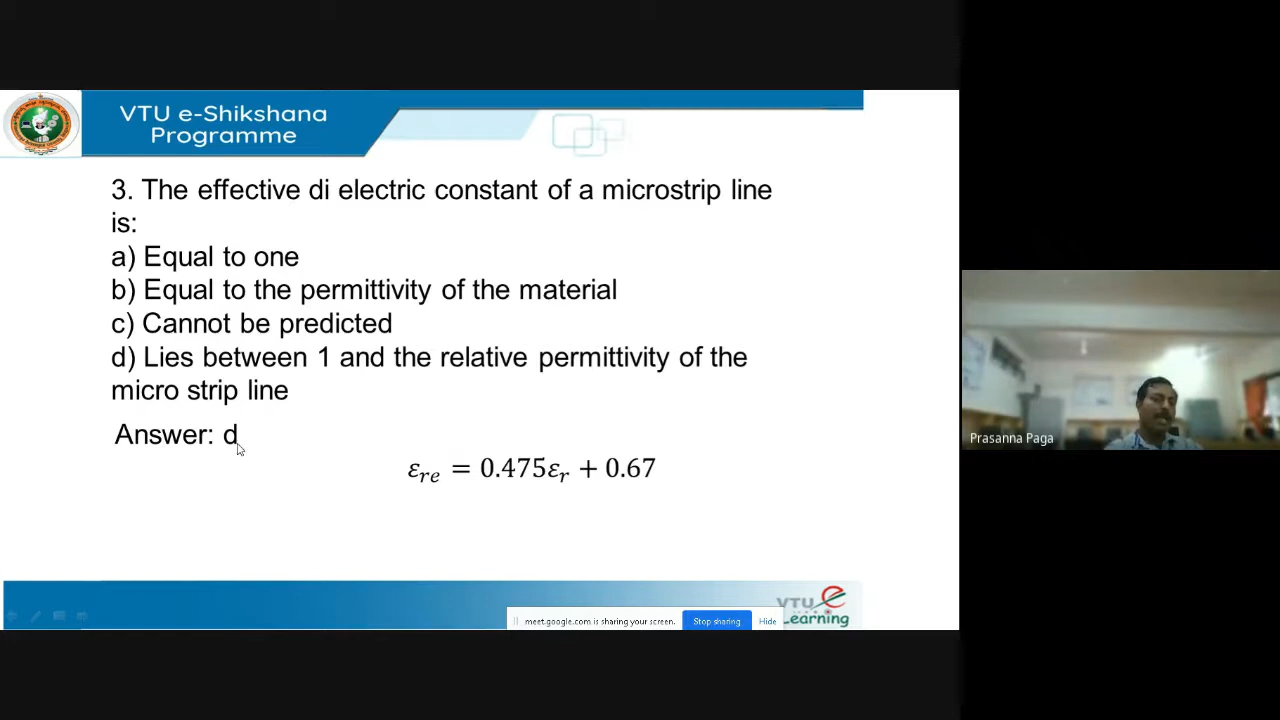 VTU e-Shikshana
Programme
3. The effective di electric constant of a microstrip line
is:
a) Equal to one
b) Equal to the permittivity of the material
c) Cannot be predicted
d) Lies between 1 and the relative permittivity of the
micro strip line
Answer: d
εre = 0.475εr + 0.67
Prasanna Paga
meet.google.com is sharing your screen.
Stop sharing
Hide
VTU e
Learning